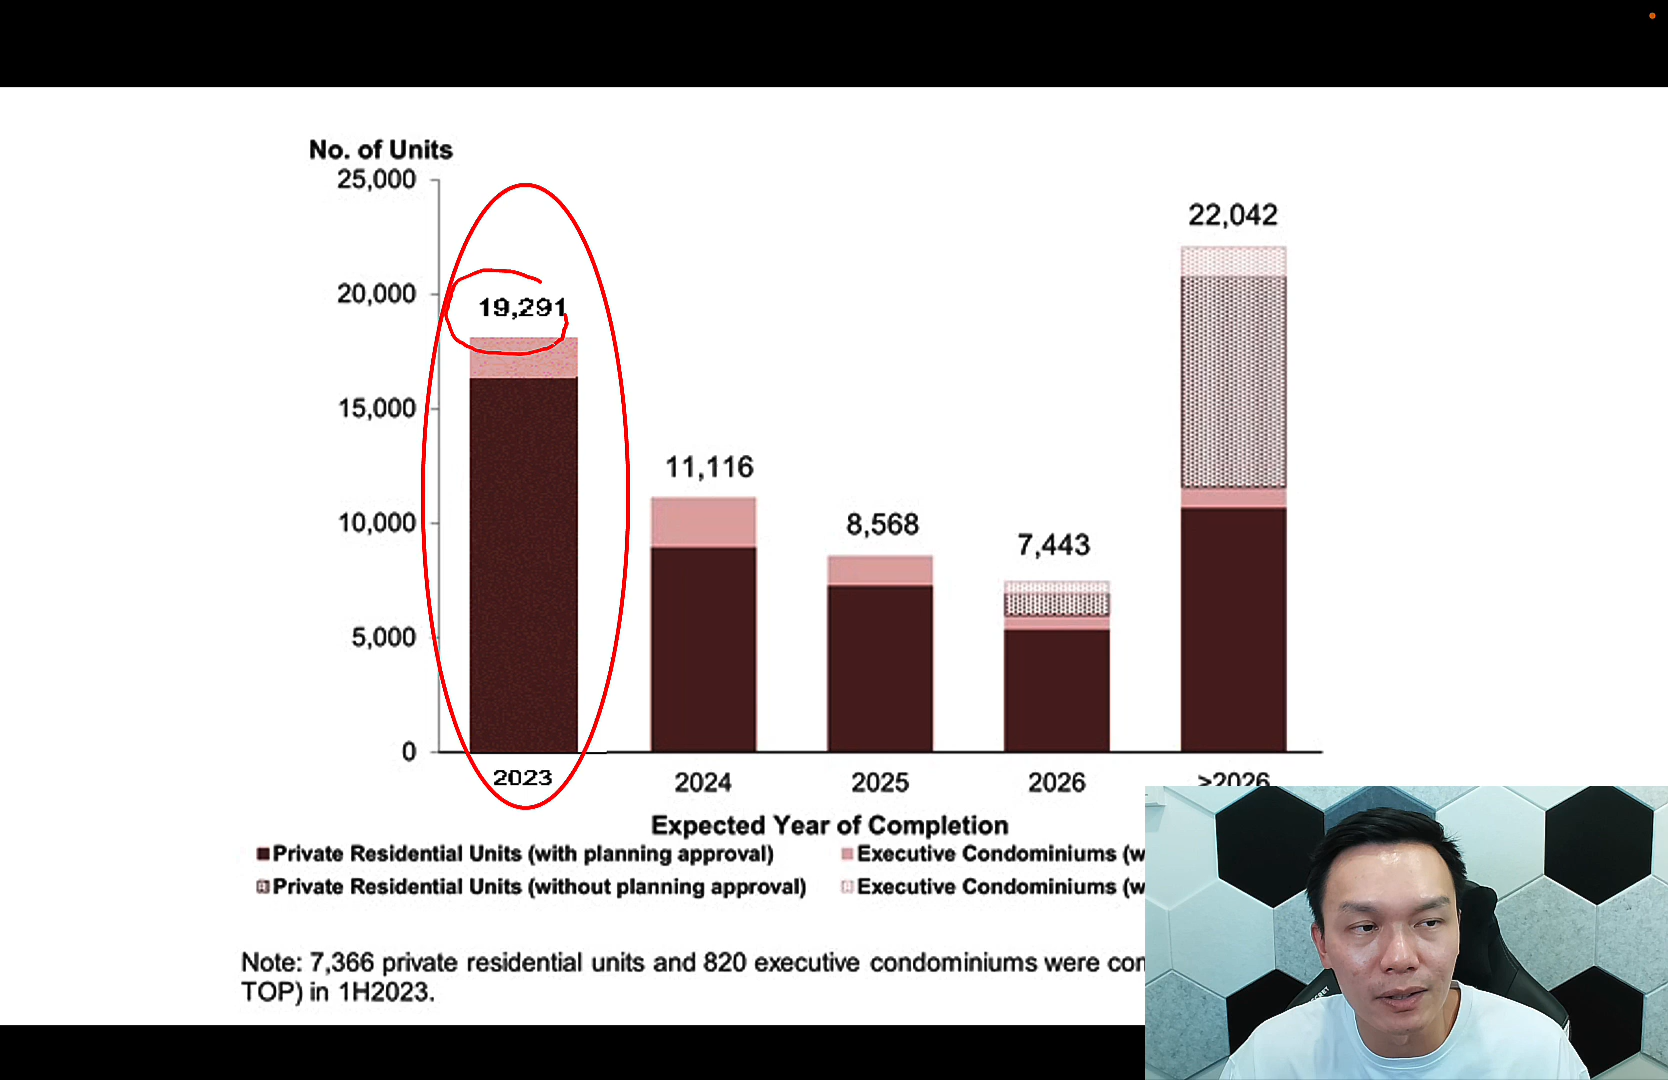 No. of Units
25,000
20,000
15,000
10,000
5,000
0
19,291
11,116
8,568
7,443
22,042
2023 2024 2025 2026 >2026
Expected Year of Completion
Private Residential Units (with planning approval) Executive Condominiums (w
Private Residential Units (without planning approval) Executive Condominiums (w
Note: 7,366 private residential units and 820 executive condominiums were
TOP) in 1H2023.